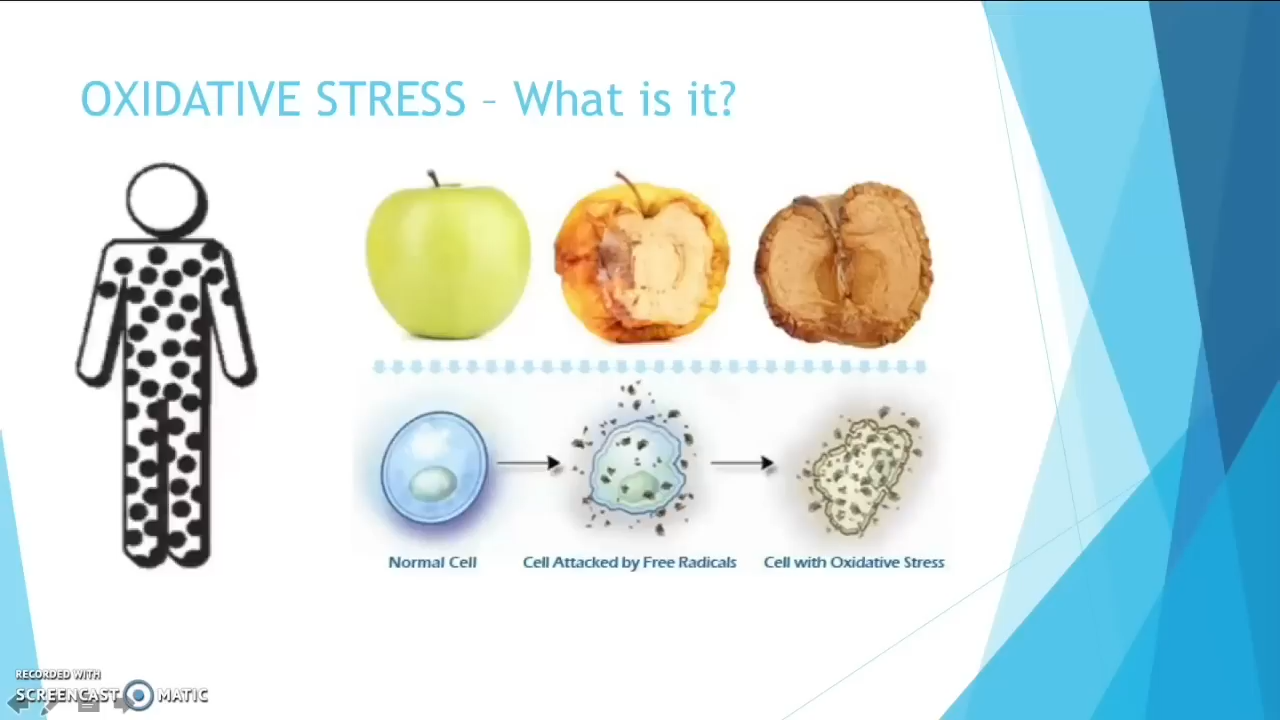 OXIDATIVE STRESS – What is it?
Normal Cell
Cell Attacked by Free Radicals
Cell with Oxidative Stress
RECORDED WITH
SCREENCAST MATIC